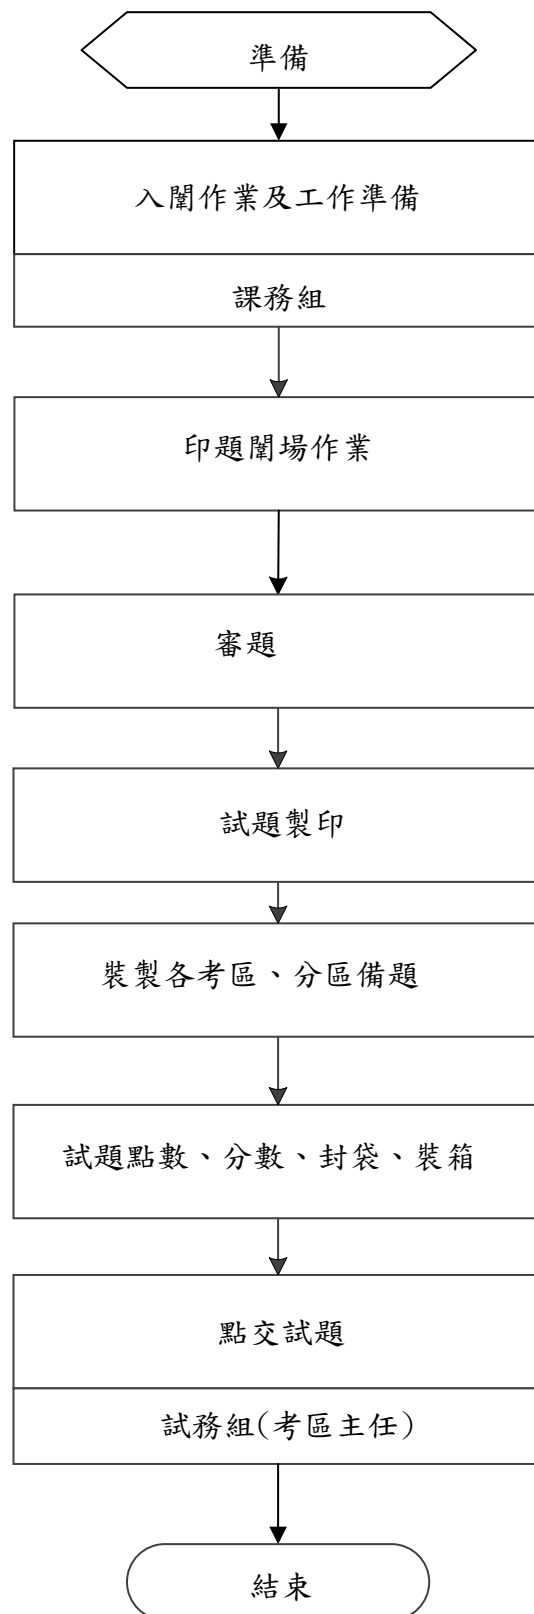 準備
入闈作業及工作準備
課務組
印題闈場作業
審題
試題製印
裝製各考區、分區備題
試題點數、分數、封袋、裝箱
點交試題
試務組(考區主任)
結束